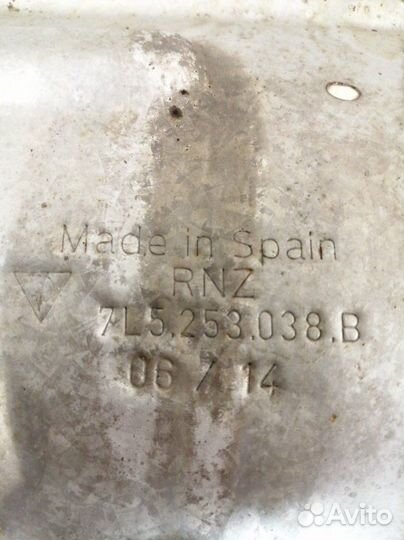 Made in Spain
RNZ
7L5.253.038.B
06 / 14
Avito